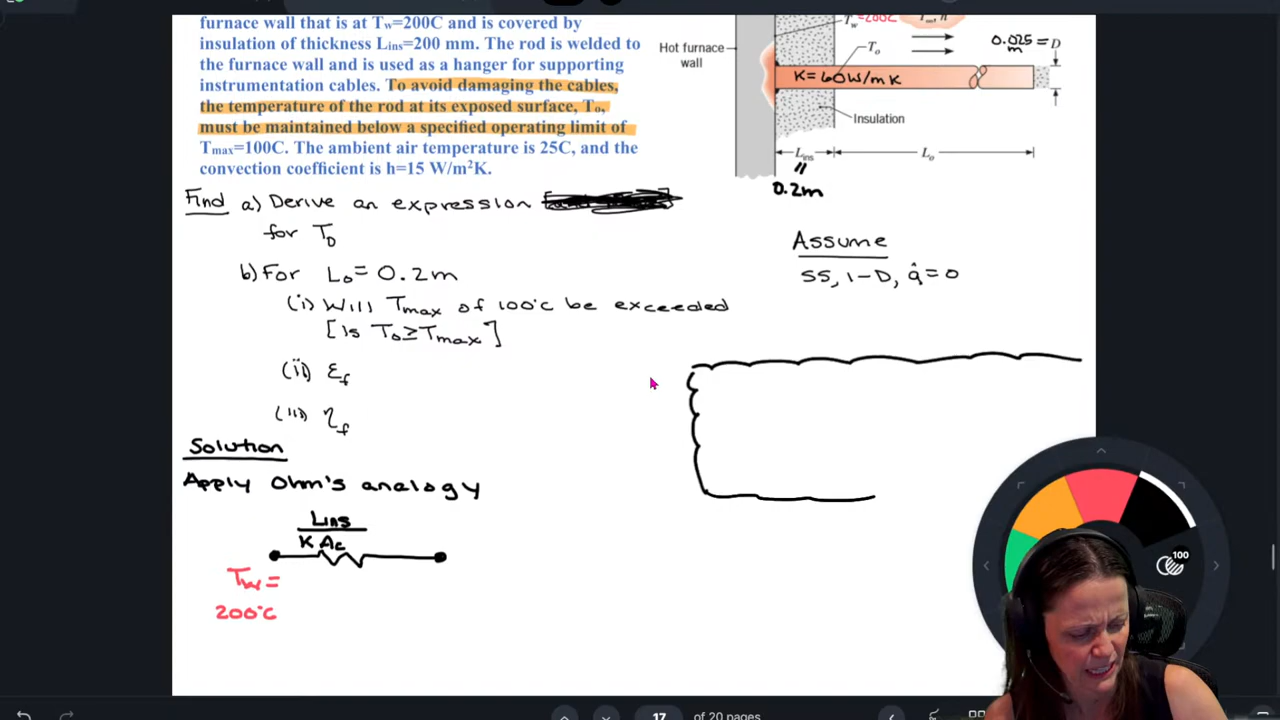 furnace wall that is at Tw=200C and is covered by
insulation of thickness Lins=200 mm. The rod is welded to
the furnace wall and is used as a hanger for supporting
instrumentation cables. To avoid damaging the cables,
the temperature of the rod at its exposed surface, To,
must be maintained below a specified operating limit of
Tmax=100C. The ambient air temperature is 25C, and the
convection coefficient is h=15 W/m²K.
Tw=200C
Hot furnace
wall
To
0.025 = D
m
K=60W/mK
Insulation
Lins
Lo
0.2m
Find a) Derive an expression
for To
b) For Lo=0.2m
(i) Will Tmax of 100°C be exceeded
[Is To≥Tmax]
(ii) εf
(iii) ηf
Assume
SS, 1-D, q̇=0
Solution
Apply Ohm's analogy
Lins
K Ac
Tw=
200°C
100
17 of 20 pages